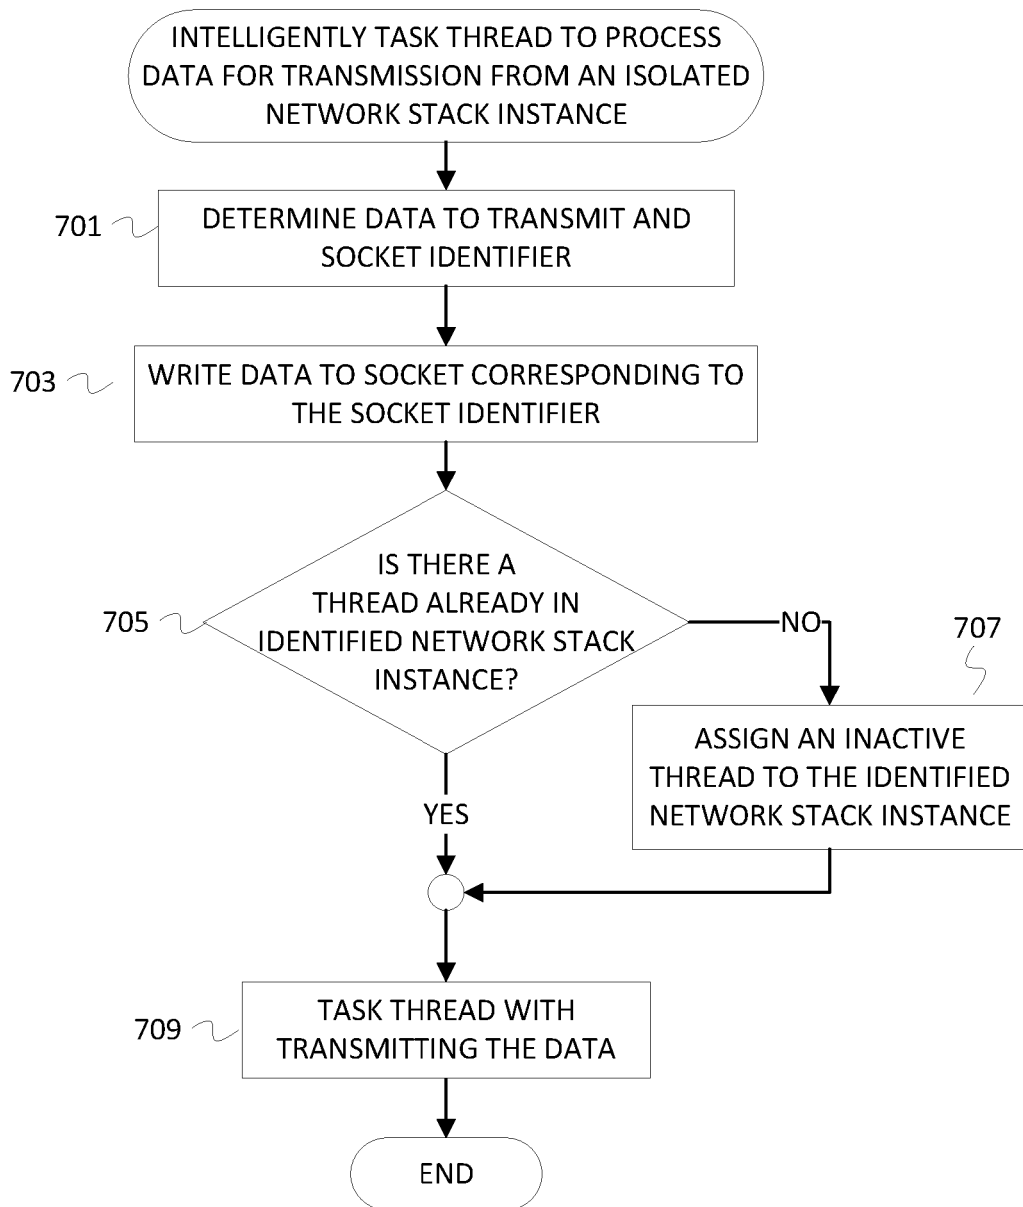 INTELLIGENTLY TASK THREAD TO PROCESS
DATA FOR TRANSMISSION FROM AN ISOLATED
NETWORK STACK INSTANCE
701
DETERMINE DATA TO TRANSMIT AND
SOCKET IDENTIFIER
703
WRITE DATA TO SOCKET CORRESPONDING TO
THE SOCKET IDENTIFIER
705
IS THERE A
THREAD ALREADY IN
IDENTIFIED NETWORK STACK
INSTANCE?
NO
707
ASSIGN AN INACTIVE
THREAD TO THE IDENTIFIED
NETWORK STACK INSTANCE
YES
709
TASK THREAD WITH
TRANSMITTING THE DATA
END